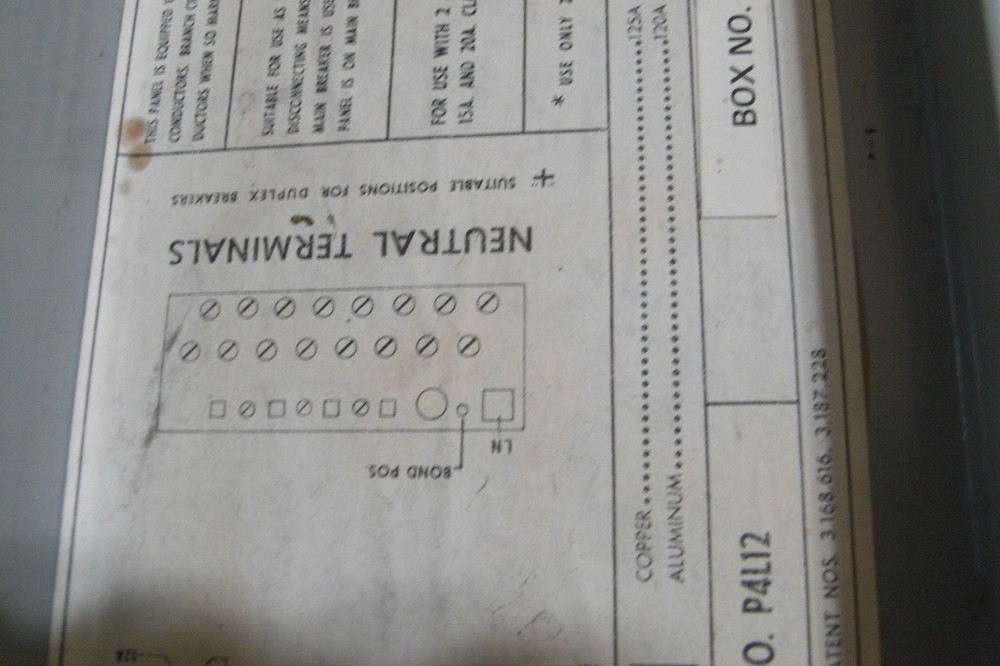 THIS PANEL IS EQUIPPED
CONDUCTORS. BRANCH
DUCTORS WHEN SO
SUITABLE FOR USE AS
DISCONNECTING MEANS
MAIN BREAKER IS USE
PANEL IS ON MAIN
FOR USE WITH 2
15A. AND 20A. CL
* USE ONLY
+ SUITABLE POSITIONS FOR DUPLEX BREAKERS
NEUTRAL TERMINALS
LN
BOND POS.
COPPER..............125A
ALUMINUM..............120A
BOX NO.
O. P4L12
TENT NOS. 3.168.616 3.187.228